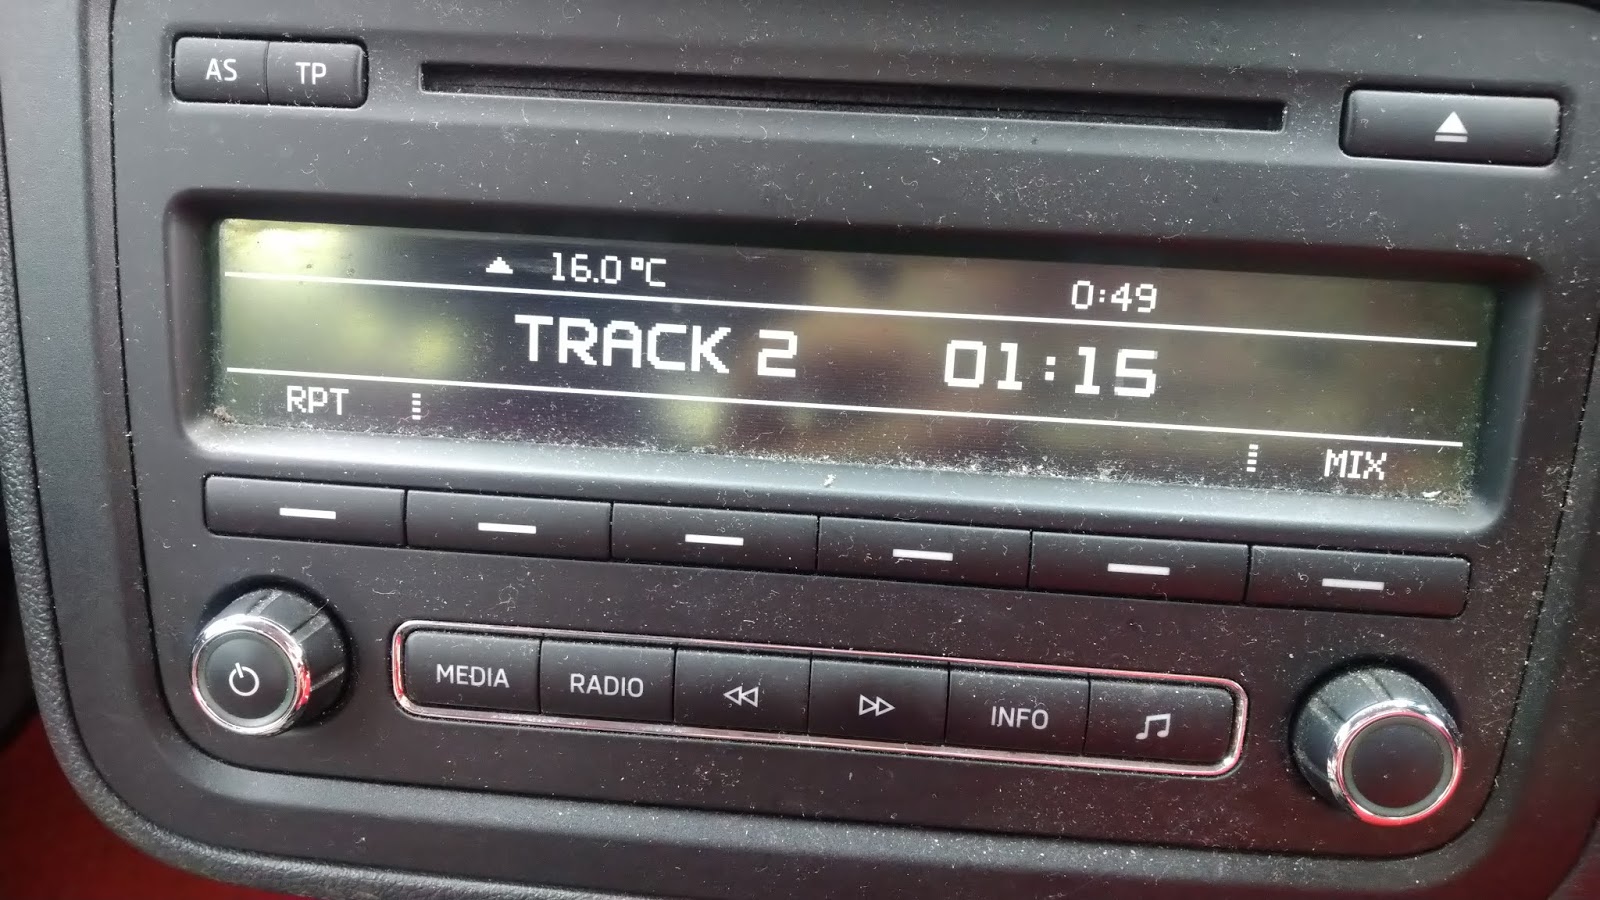 AS TP
16.0°C 0:49
TRACK 2 01:15
RPT MIX
MEDIA RADIO INFO